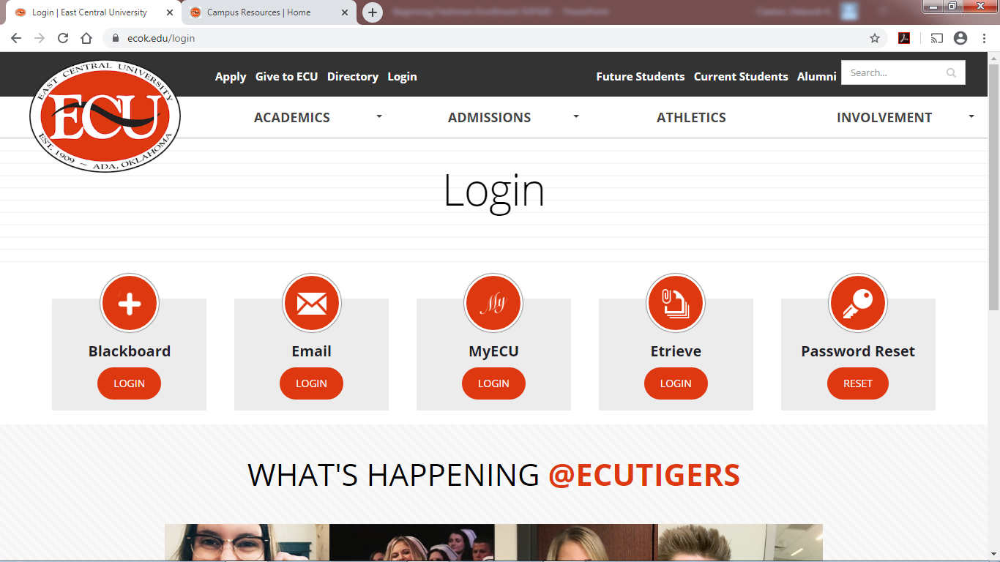 Login | East Central University
Campus Resources | Home
ecok.edu/login
EAST CENTRAL UNIVERSITY
ECU
EST. 1909 ~ ADA, OKLAHOMA
Apply Give to ECU Directory Login
Future Students Current Students Alumni
Search...
ACADEMICS ADMISSIONS ATHLETICS INVOLVEMENT
Login
My
Blackboard Email MyECU Etrieve Password Reset
LOGIN LOGIN LOGIN LOGIN RESET
WHAT'S HAPPENING @ECUTIGERS